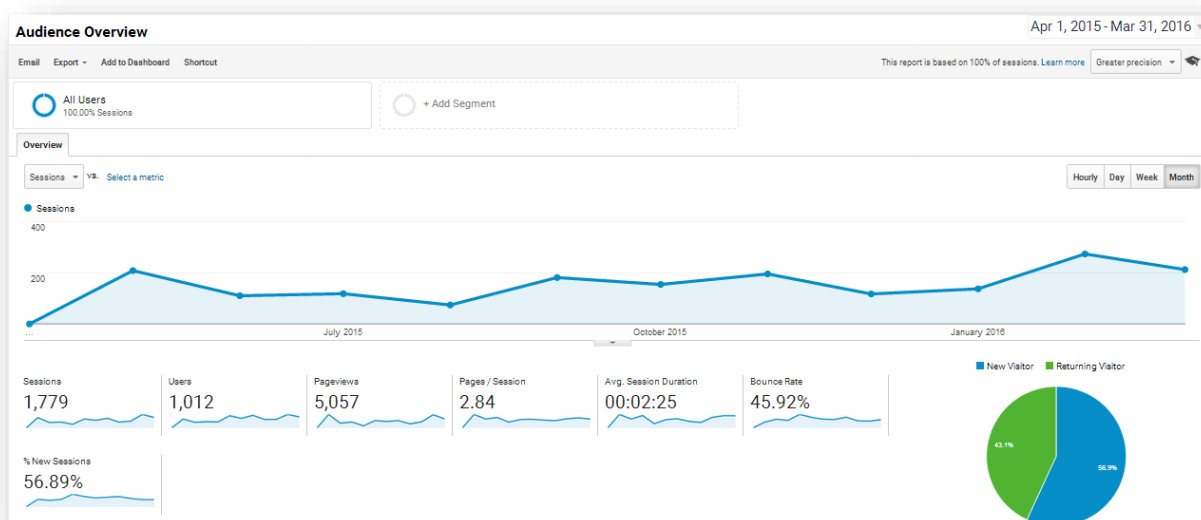 Audience Overview
Apr 1, 2015 - Mar 31, 2016
Email Export Add to Dashboard Shortcut
This report is based on 100% of sessions. Learn more Greater precision
All Users
100.00% Sessions
+ Add Segment
Overview
Sessions VS. Select a metric
Hourly Day Week Month
Sessions
400
200
... July 2015 October 2015 January 2016
New Visitor Returning Visitor
Sessions Users Pageviews Pages / Session Avg. Session Duration Bounce Rate
1,779 1,012 5,057 2.84 00:02:25 45.92%
43.1%
56.9%
% New Sessions
56.89%